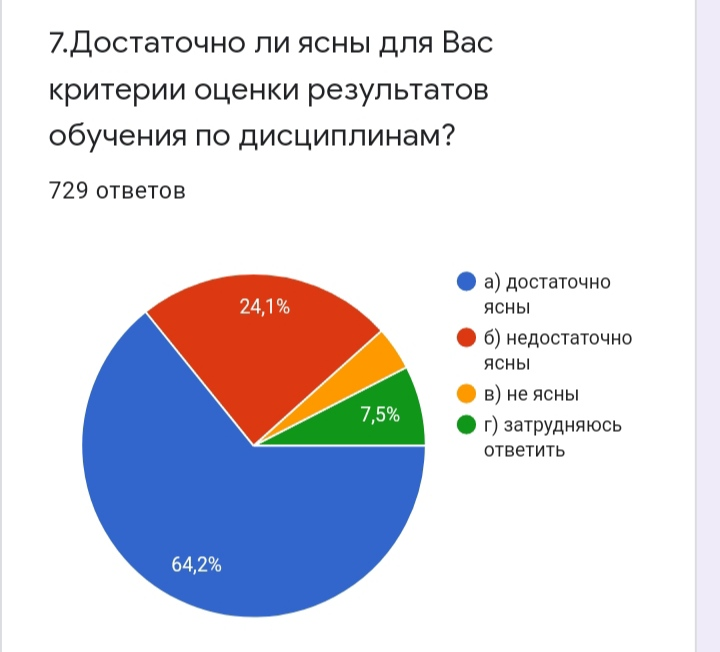 7.Достаточно ли ясны для Вас
критерии оценки результатов
обучения по дисциплинам?
729 ответов
24,1%
7,5%
64,2%
а) достаточно
ясны
б) недостаточно
ясны
в) не ясны
г) затрудняюсь
ответить